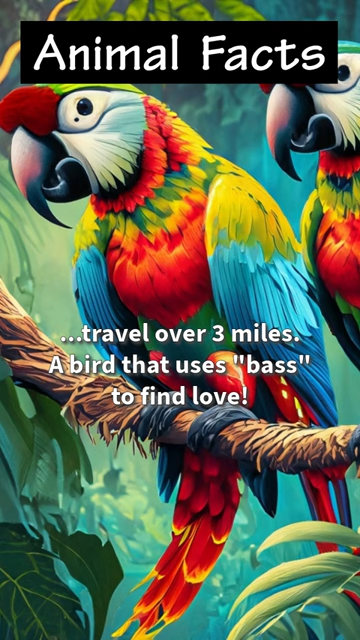 Animal Facts
...travel over 3 miles.
A bird that uses "bass"
to find love!